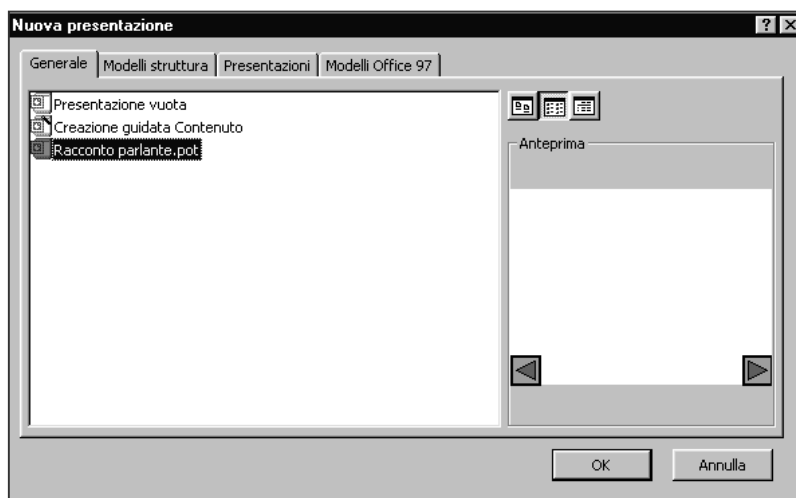 Nuova presentazione
Generale Modelli struttura Presentazioni Modelli Office 97
Presentazione vuota
Creazione guidata Contenuto
Racconto parlante.pot
Anteprima
OK Annulla